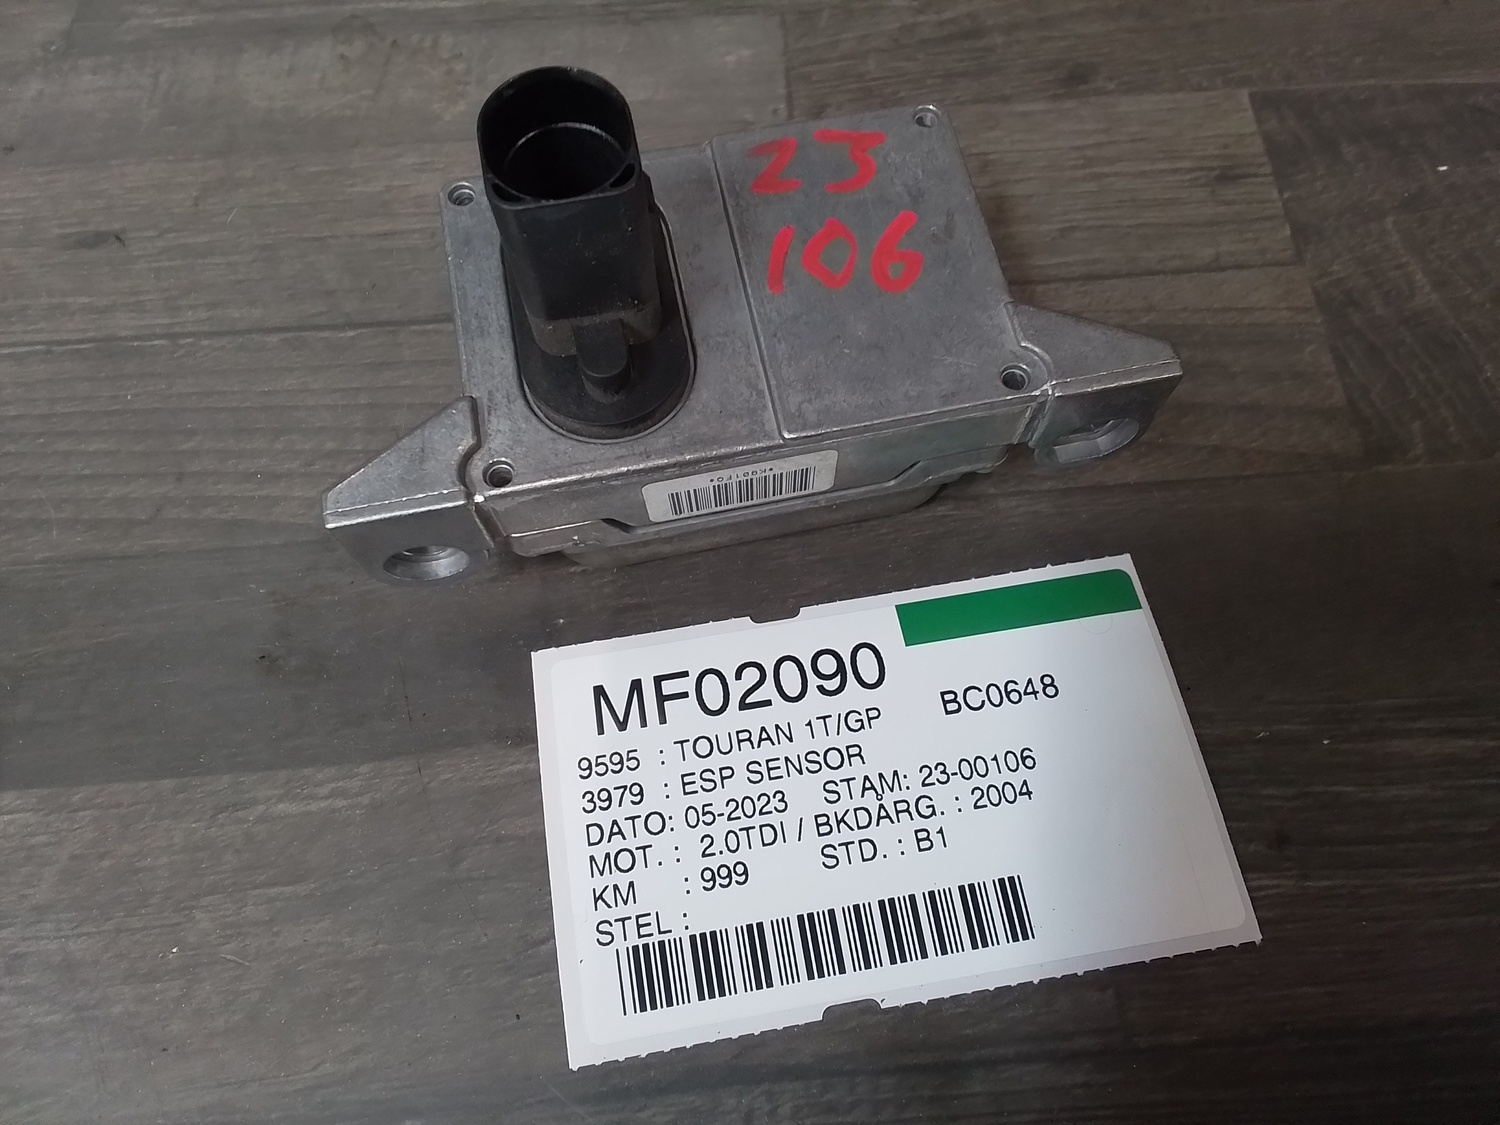 23
106
*K901FG*
MF02090
BC0648
9595 : TOURAN 1T/GP
3979 : ESP SENSOR
DATO: 05-2023 STAM: 23-00106
MOT. : 2.0TDI / BKDÅRG. : 2004
KM : 999 STD. : B1
STEL :